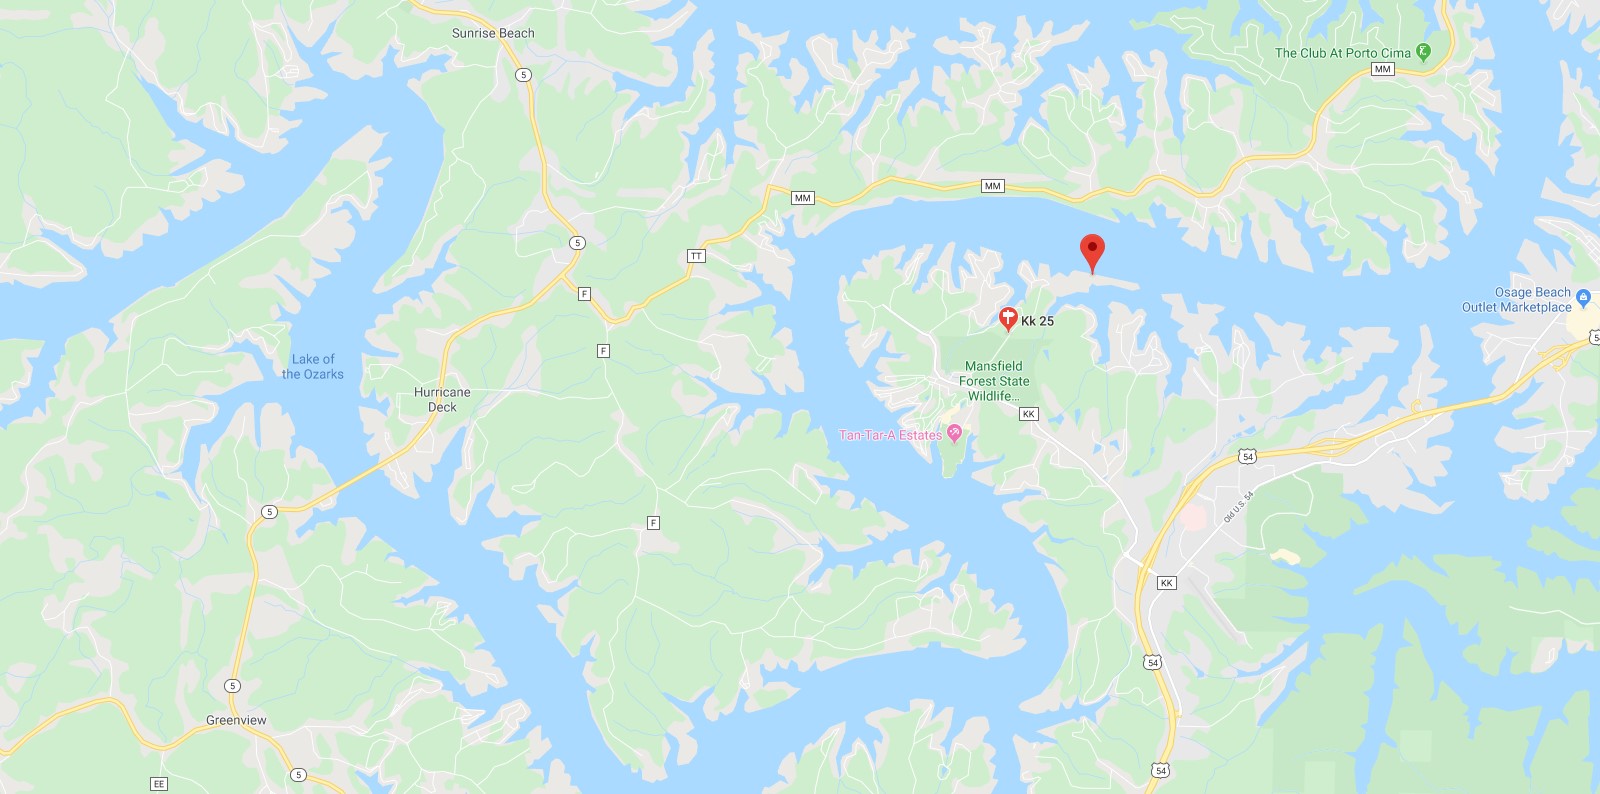 Sunrise Beach
The Club At Porto Cima
MM
5
MM
MM
5
TT
F
Osage Beach
Outlet Marketplace
Kk 25
54
F
Lake of
the Ozarks
Mansfield
Forest State
Wildlife...
Hurricane
Deck
KK
Tan-Tar-A Estates
54
Old U.S. 54
5
F
KK
54
5
Greenview
54
5
EE